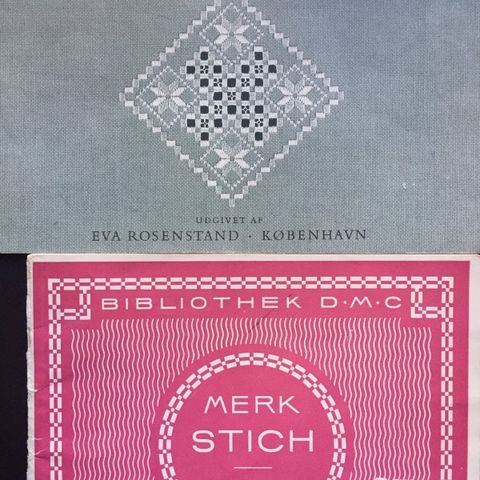 UDGIVET AF
EVA ROSENSTAND · KØBENHAVN
BIBLIOTHEK D·M·C
MERK
STICH